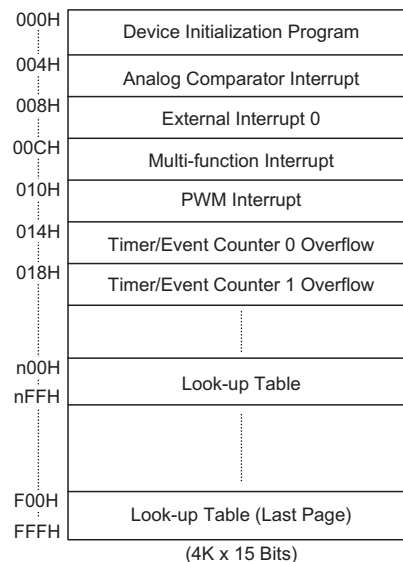 000H
Device Initialization Program
004H
Analog Comparator Interrupt
008H
External Interrupt 0
00CH
Multi-function Interrupt
010H
PWM Interrupt
014H
Timer/Event Counter 0 Overflow
018H
Timer/Event Counter 1 Overflow
n00H
Look-up Table
nFFH
F00H
Look-up Table (Last Page)
FFFH
(4K x 15 Bits)